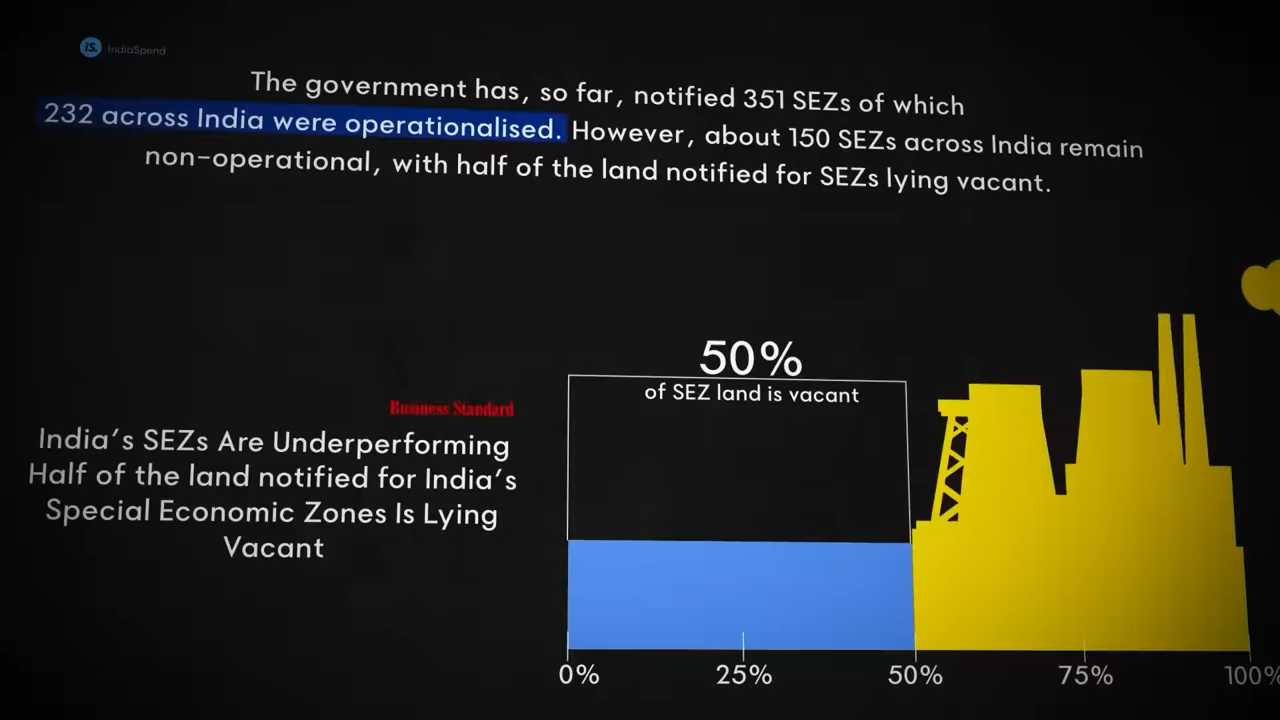 iS. IndiaSpend
The government has, so far, notified 351 SEZs of which
232 across India were operationalised. However, about 150 SEZs across India remain
non-operational, with half of the land notified for SEZs lying vacant.
50%
of SEZ land is vacant
Business Standard
India's SEZs Are Underperforming
Half of the land notified for India's
Special Economic Zones Is Lying
Vacant
0% 25% 50% 75% 100%